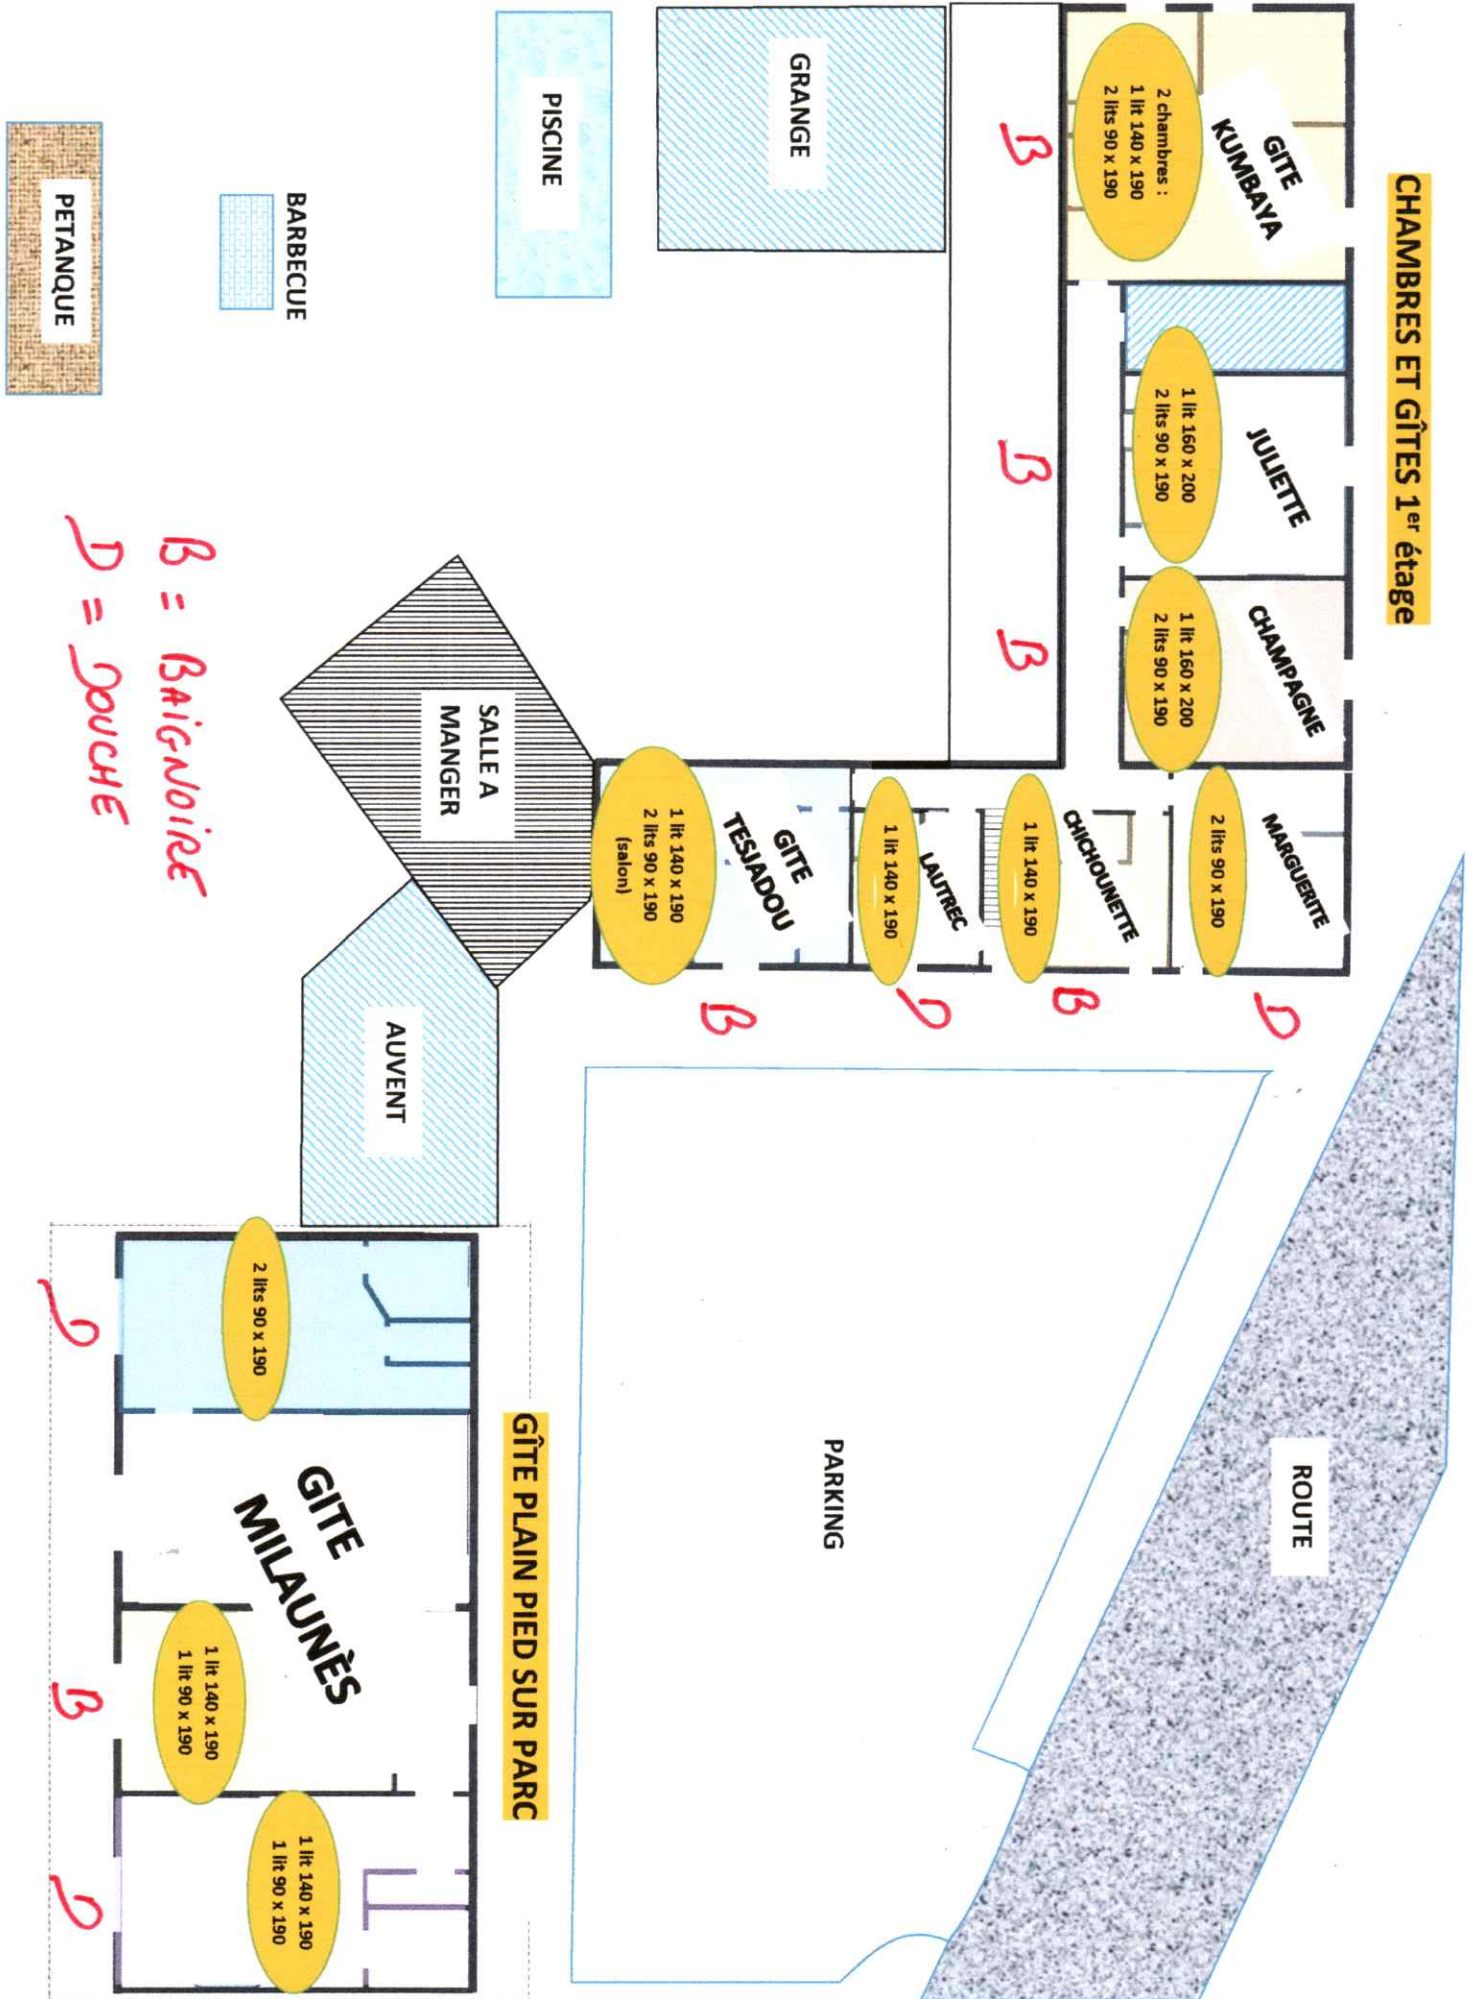 CHAMBRES ET GÎTES 1er étage
GITE
KUMBAYA
2 chambres :
1 lit 140 x 190
2 lits 90 x 190
JULIETTE
1 lit 160 x 200
2 lits 90 x 190
CHAMPAGNE
1 lit 160 x 200
2 lits 90 x 190
MARGUERITE
2 lits 90 x 190
D
CHICHOUNETTE
1 lit 140 x 190
B
LAUTREC
1 lit 140 x 190
D
GITE
TESJADOU
1 lit 140 x 190
2 lits 90 x 190
(salon)
B
B
B
B
ROUTE
PARKING
GRANGE
PISCINE
BARBECUE
PETANQUE
SALLE A
MANGER
AUVENT
B = BAIGNOIRE
D = DOUCHE
GÎTE PLAIN PIED SUR PARC
GITE
MILAUNÈS
2 lits 90 x 190
1 lit 140 x 190
1 lit 90 x 190
1 lit 140 x 190
1 lit 90 x 190
D
B
D